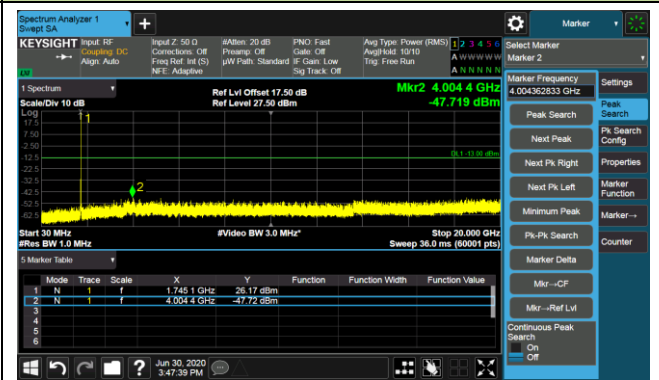 Spectrum Analyzer 1
Swept SA
+
Marker
KEYSIGHT
Input: RF
Coupling: DC
Align: Auto
Input Z: 50 Ω
Corrections: Off
Freq Ref: Int (S)
NFE: Adaptive
#Atten: 20 dB
Preamp: Off
µW Path: Standard
PNO: Fast
Gate: Off
IF Gain: Low
Sig Track: Off
Avg Type: Power (RMS)
Avg|Hold: 10/10
Trig: Free Run
1 2 3 4 5 6
A W W W W W
A N N N N N
LXI
Select Marker
Marker 2
1 Spectrum
Scale/Div 10 dB
Ref Lvl Offset 17.50 dB
Ref Level 27.50 dBm
Mkr2 4.004 4 GHz
-47.719 dBm
Log
17.5
7.50
-2.50
-12.5
-22.5
-32.5
-42.5
-52.5
-62.5
1
2
DL1 -13.00 dBm
Start 30 MHz
#Res BW 1.0 MHz
#Video BW 3.0 MHz*
Stop 20.000 GHz
Sweep 36.0 ms (60001 pts)
5 Marker Table
Mode Trace Scale X Y Function Function Width Function Value
1 N 1 f 1.745 1 GHz 26.17 dBm
2 N 1 f 4.004 4 GHz -47.72 dBm
3
4
5
6
Marker Frequency
4.004362833 GHz
Peak Search
Next Peak
Next Pk Right
Next Pk Left
Minimum Peak
Pk-Pk Search
Marker Delta
Mkr→CF
Mkr→Ref Lvl
Continuous Peak Search
On
Off
Settings
Peak Search
Pk Search Config
Properties
Marker Function
Marker→
Counter
?
Jun 30, 2020
3:47:39 PM